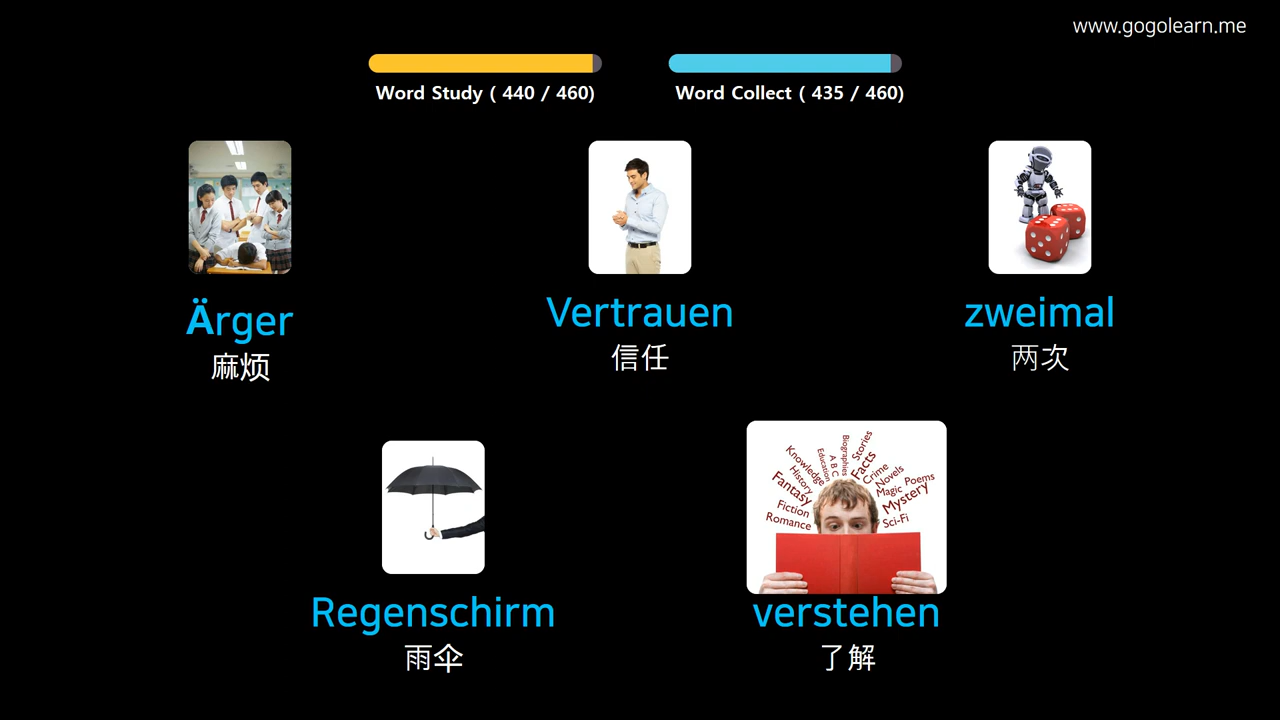 www.gogolearn.me
Word Study ( 440 / 460)
Word Collect ( 435 / 460)
Ärger
麻烦
Vertrauen
信任
zweimal
两次
Regenschirm
雨伞
Knowledge
History
Fantasy
Fiction
Romance
Education
A B C
Biographies
Stories
Facts
Crime
Novels
Magic
Poems
Mystery
Sci-Fi
verstehen
了解